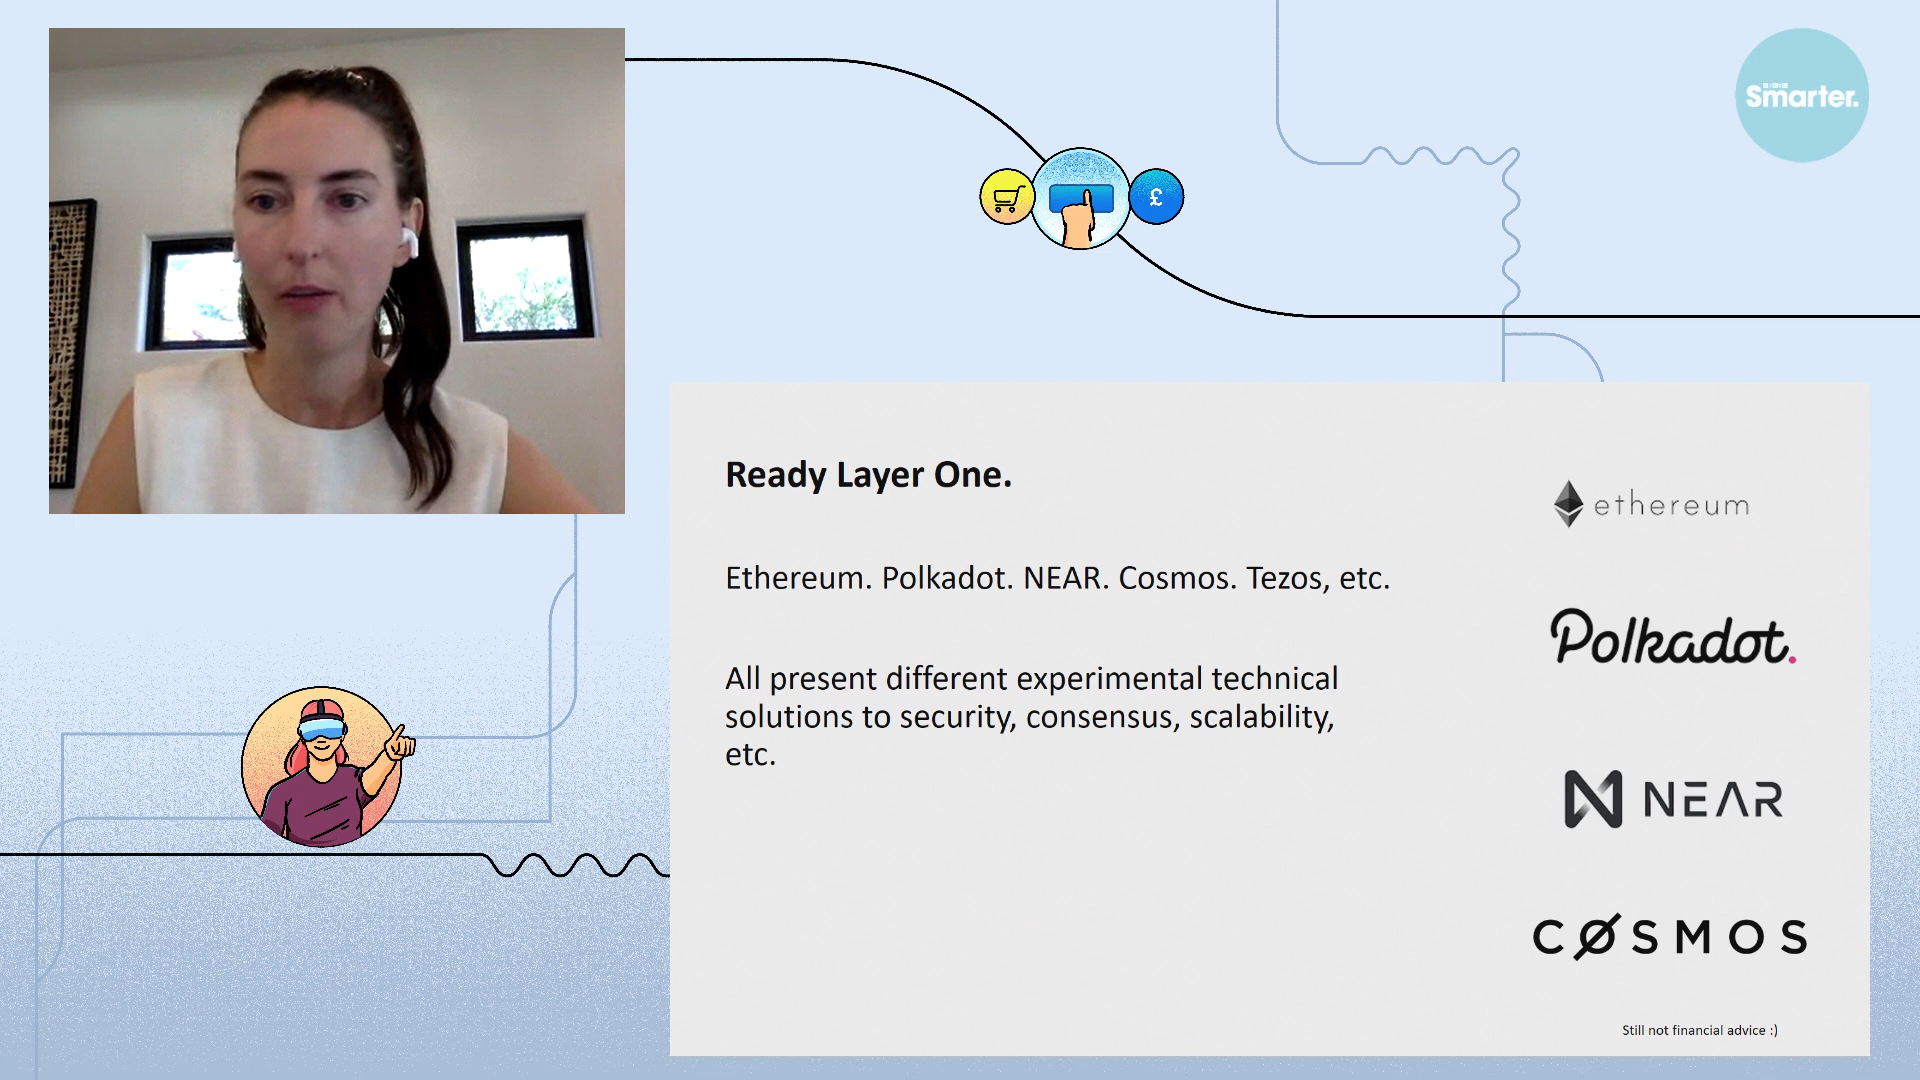 Smarter.
£
Ready Layer One.
ethereum
Ethereum. Polkadot. NEAR. Cosmos. Tezos, etc.
Polkadot.
All present different experimental technical
solutions to security, consensus, scalability,
etc.
NEAR
COSMOS
Still not financial advice :)